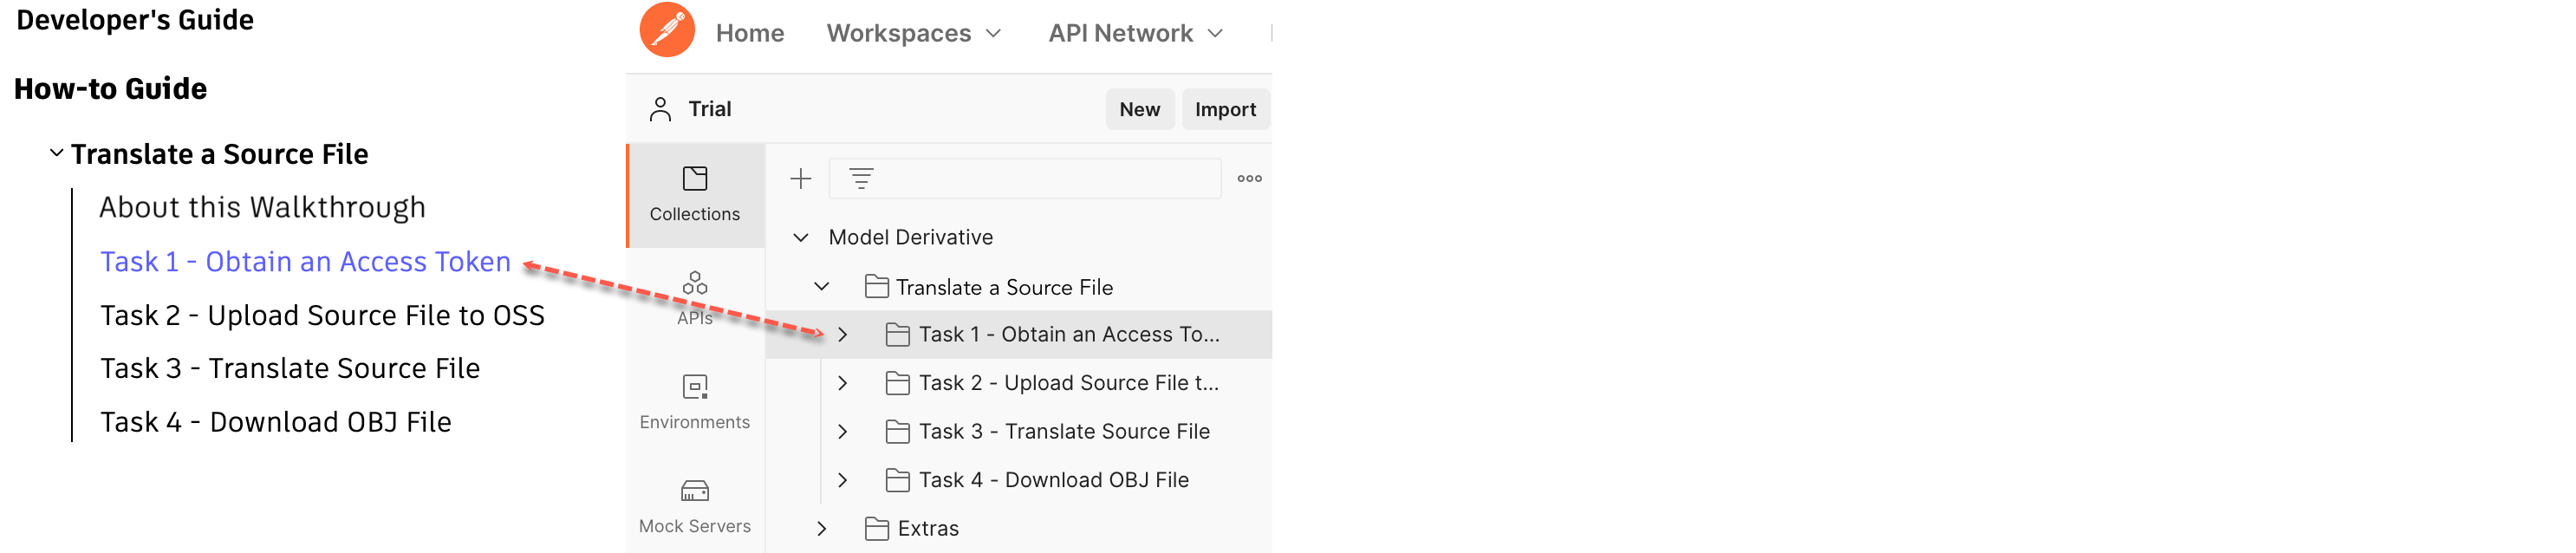 Developer's Guide
How-to Guide
Translate a Source File
About this Walkthrough
Task 1 - Obtain an Access Token
Task 2 - Upload Source File to OSS
Task 3 - Translate Source File
Task 4 - Download OBJ File
Home Workspaces API Network
Trial New Import
Collections
APIs
Environments
Mock Servers
Model Derivative
Translate a Source File
Task 1 - Obtain an Access To...
Task 2 - Upload Source File t...
Task 3 - Translate Source File
Task 4 - Download OBJ File
Extras